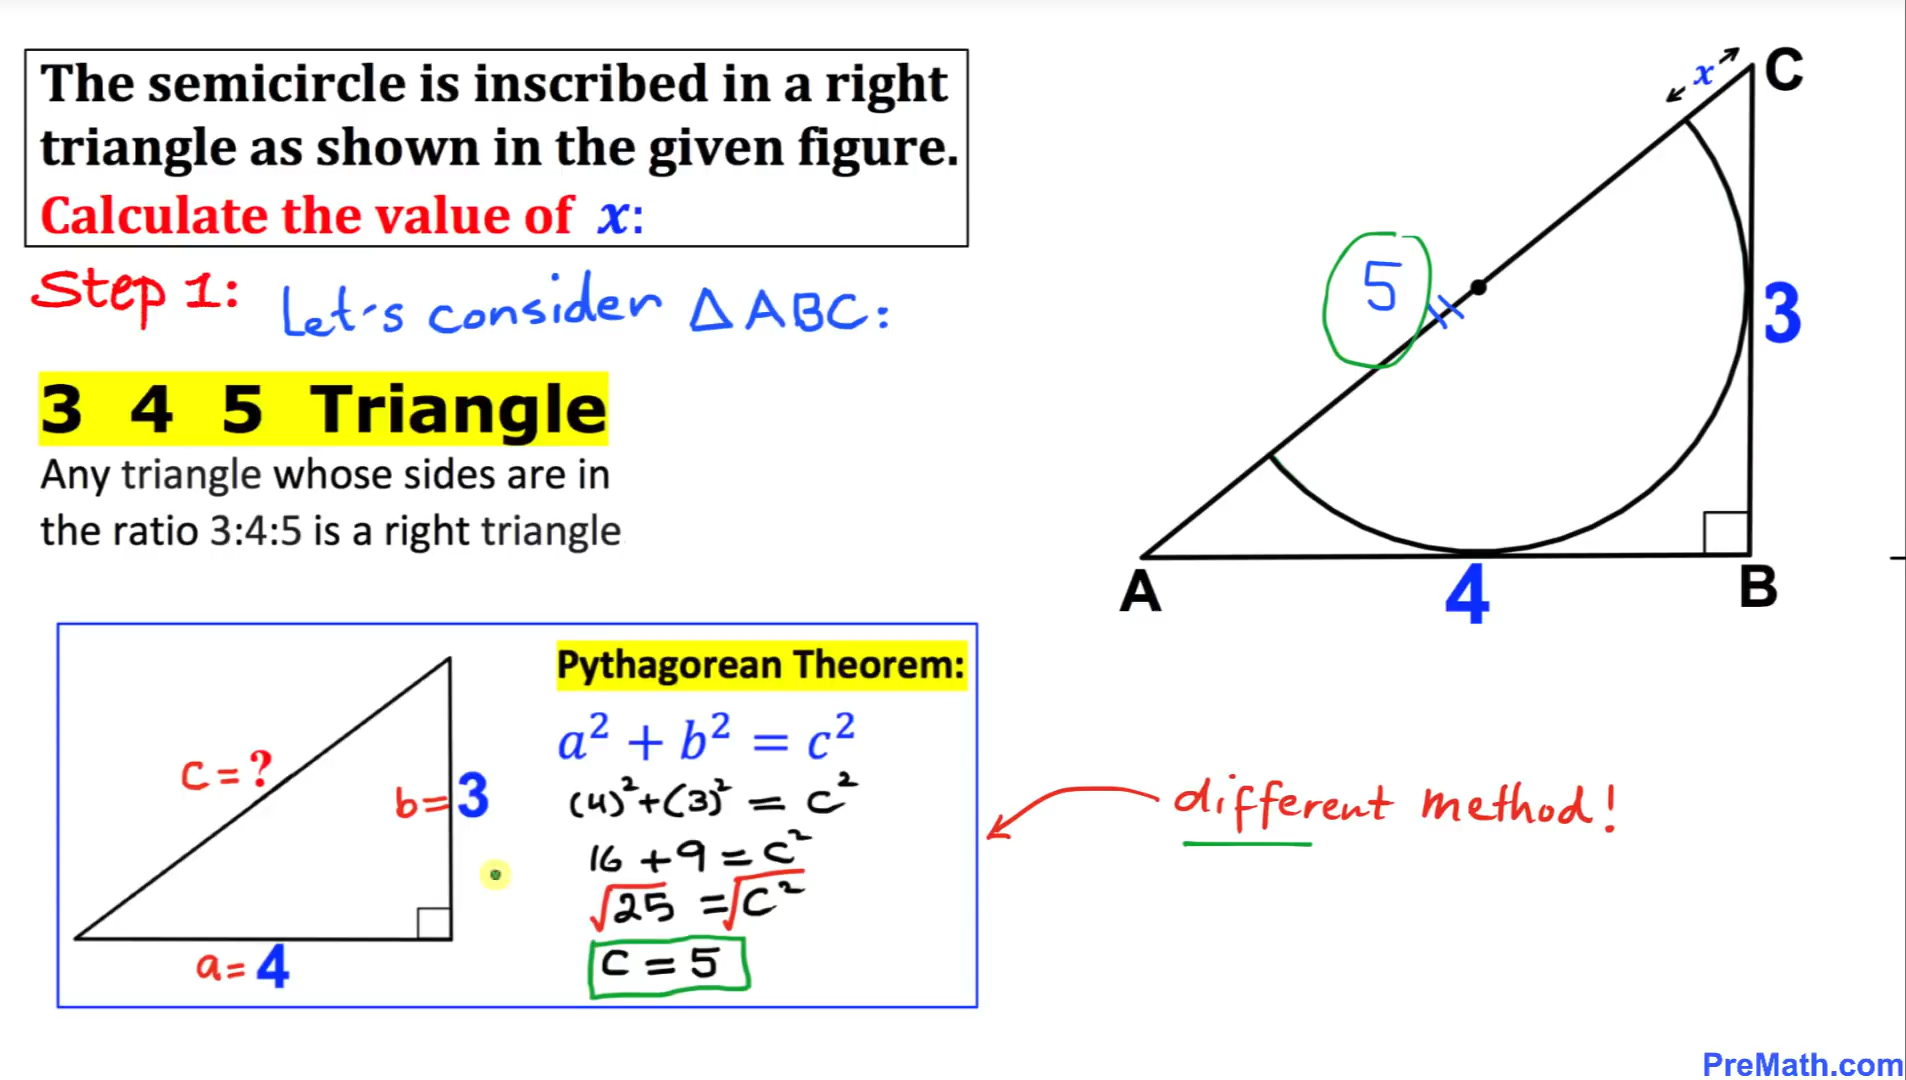 The semicircle is inscribed in a right
triangle as shown in the given figure.
Calculate the value of x:
Step 1: Let's consider △ABC:
3 4 5 Triangle
Any triangle whose sides are in
the ratio 3:4:5 is a right triangle
c = ?
b = 3
a = 4
Pythagorean Theorem:
a² + b² = c²
(4)² + (3)² = c²
16 + 9 = c²
√25 = √c²
c = 5
x
C
5
3
A
4
B
different method!
PreMath.com